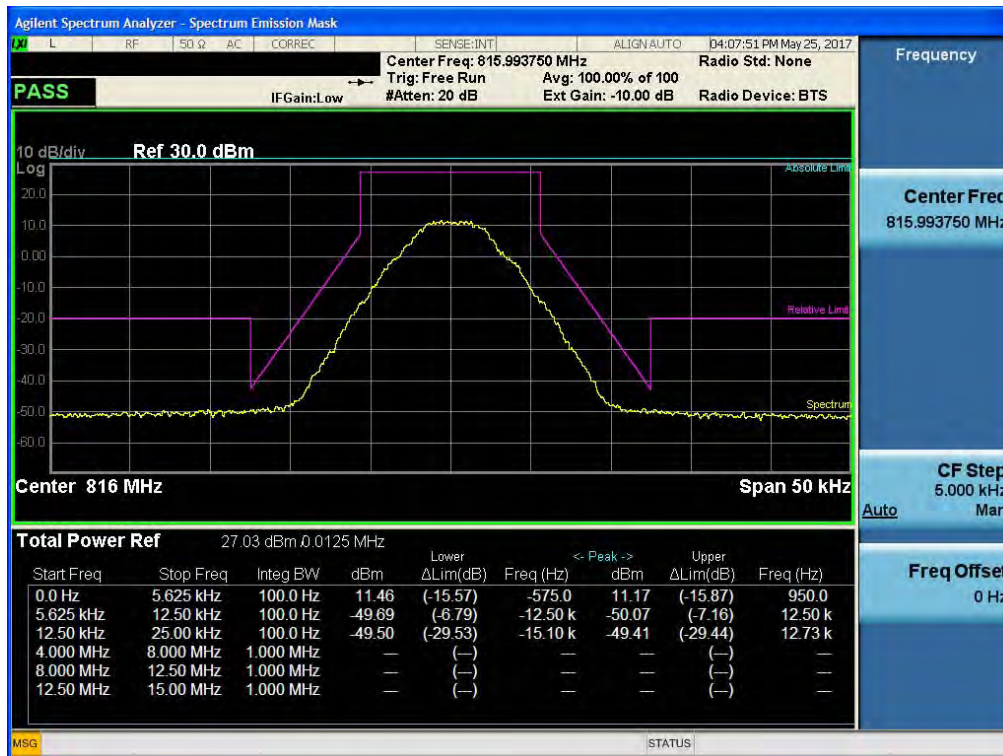 Agilent Spectrum Analyzer - Spectrum Emission Mask
LXI L RF 50 Ω AC CORREC SENSE:INT ALIGN AUTO 04:07:51 PM May 25, 2017
Center Freq: 815.993750 MHz Radio Std: None
Trig: Free Run Avg: 100.00% of 100
PASS IFGain:Low #Atten: 20 dB Ext Gain: -10.00 dB Radio Device: BTS
10 dB/div Ref 30.0 dBm
Log Absolute Limit
20.0
10.0
0.00
-10.0
-20.0 Relative Limit
-30.0
-40.0
-50.0 Spectrum
-60.0
Center 816 MHz Span 50 kHz
Total Power Ref 27.03 dBm / 0.0125 MHz
Lower <- Peak -> Upper
Start Freq Stop Freq Integ BW dBm ΔLim(dB) Freq (Hz) dBm ΔLim(dB) Freq (Hz)
0.0 Hz 5.625 kHz 100.0 Hz 11.46 (-15.57) -575.0 11.17 (-15.87) 950.0
5.625 kHz 12.50 kHz 100.0 Hz -49.69 (-6.79) -12.50 k -50.07 (-7.16) 12.50 k
12.50 kHz 25.00 kHz 100.0 Hz -49.50 (-29.53) -15.10 k -49.41 (-29.44) 12.73 k
4.000 MHz 8.000 MHz 1.000 MHz --- (---) --- --- (---) ---
8.000 MHz 12.50 MHz 1.000 MHz --- (---) --- --- (---) ---
12.50 MHz 15.00 MHz 1.000 MHz --- (---) --- --- (---) ---
MSG STATUS
Frequency
Center Freq
815.993750 MHz
CF Step
5.000 kHz
Auto Man
Freq Offset
0 Hz